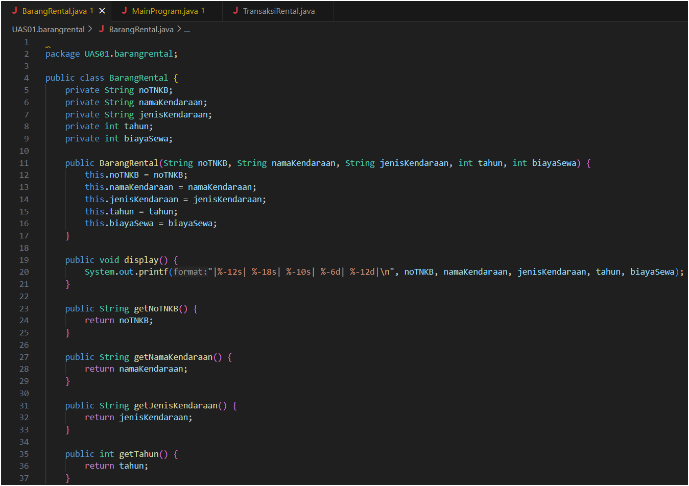 BarangRental.java 1 × MainProgram.java 1 TransaksiRental.java
UAS01.barangrental > BarangRental.java > ...
1
2 package UAS01.barangrental;
3
4 public class BarangRental {
5 private String noTNKB;
6 private String namaKendaraan;
7 private String jenisKendaraan;
8 private int tahun;
9 private int biayaSewa;
10
11 public BarangRental(String noTNKB, String namaKendaraan, String jenisKendaraan, int tahun, int biayaSewa) {
12 this.noTNKB = noTNKB;
13 this.namaKendaraan = namaKendaraan;
14 this.jenisKendaraan = jenisKendaraan;
15 this.tahun = tahun;
16 this.biayaSewa = biayaSewa;
17 }
18
19 public void display() {
20 System.out.printf(format:"|%-12s| %-18s| %-10s| %-6d| %-12d|\n", noTNKB, namaKendaraan, jenisKendaraan, tahun, biayaSewa);
21 }
22
23 public String getNoTNKB() {
24 return noTNKB;
25 }
26
27 public String getNamaKendaraan() {
28 return namaKendaraan;
29 }
30
31 public String getJenisKendaraan() {
32 return jenisKendaraan;
33 }
34
35 public int getTahun() {
36 return tahun;
37 }